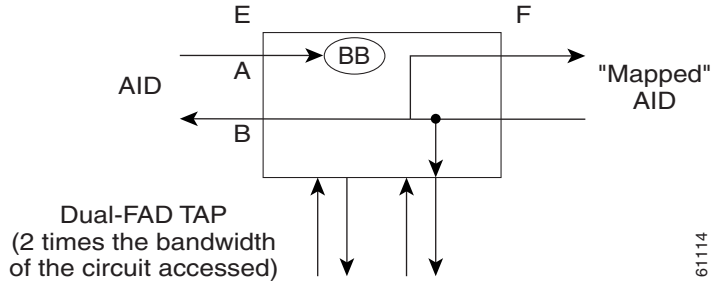 E
F
BB
A
AID
"Mapped"
AID
B
Dual-FAD TAP
(2 times the bandwidth
of the circuit accessed)
61114